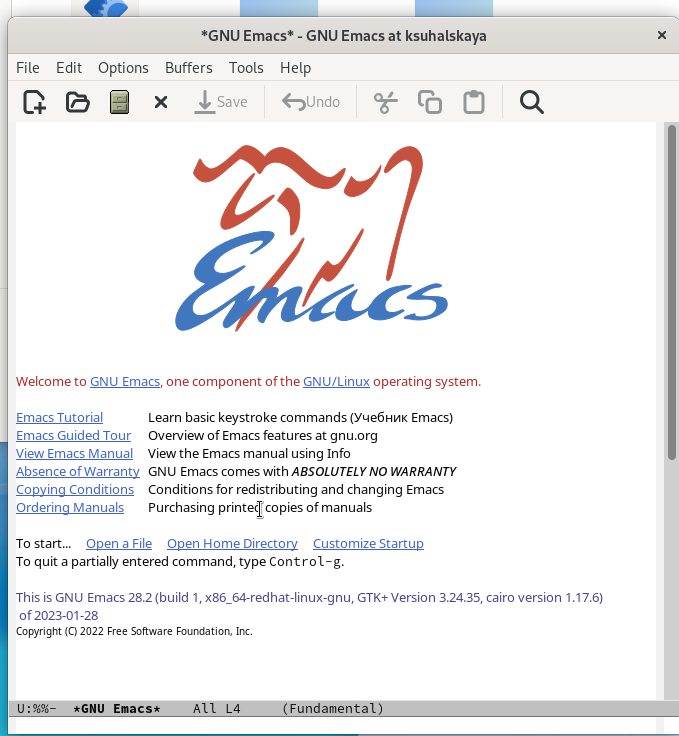 *GNU Emacs* - GNU Emacs at ksuhalskaya
File Edit Options Buffers Tools Help
Save Undo
Emacs
Welcome to GNU Emacs, one component of the GNU/Linux operating system.
Emacs Tutorial Learn basic keystroke commands (Учебник Emacs)
Emacs Guided Tour Overview of Emacs features at gnu.org
View Emacs Manual View the Emacs manual using Info
Absence of Warranty GNU Emacs comes with ABSOLUTELY NO WARRANTY
Copying Conditions Conditions for redistributing and changing Emacs
Ordering Manuals Purchasing printed copies of manuals
To start... Open a File Open Home Directory Customize Startup
To quit a partially entered command, type Control-g.
This is GNU Emacs 28.2 (build 1, x86_64-redhat-linux-gnu, GTK+ Version 3.24.35, cairo version 1.17.6)
of 2023-01-28
Copyright (C) 2022 Free Software Foundation, Inc.
U:%%- *GNU Emacs* All L4 (Fundamental)